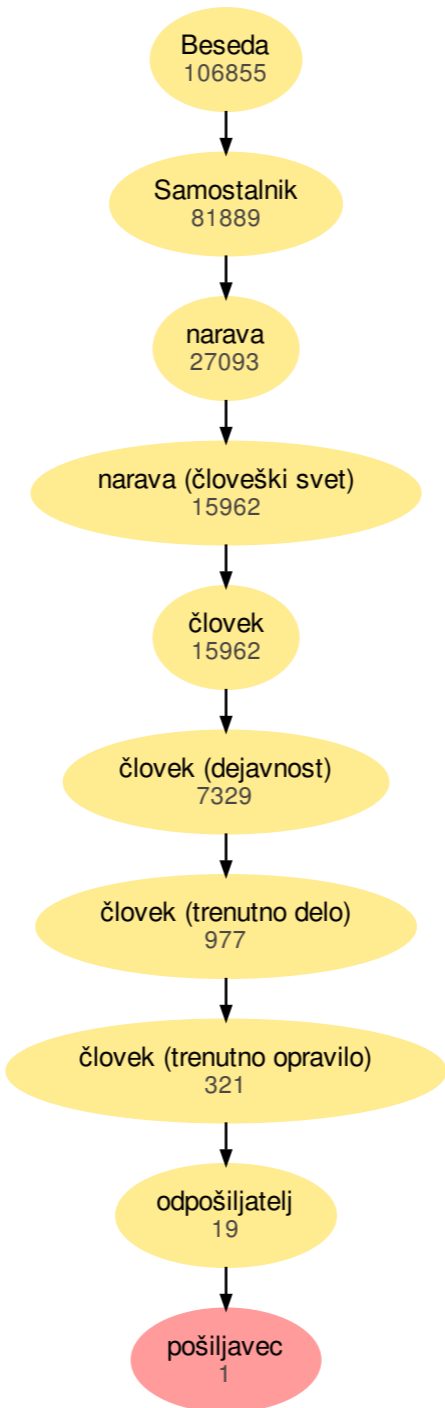 Beseda
106855
Samostalnik
81889
narava
27093
narava (človeški svet)
15962
človek
15962
človek (dejavnost)
7329
človek (trenutno delo)
977
človek (trenutno opravilo)
321
odpošiljatelj
19
pošiljavec
1